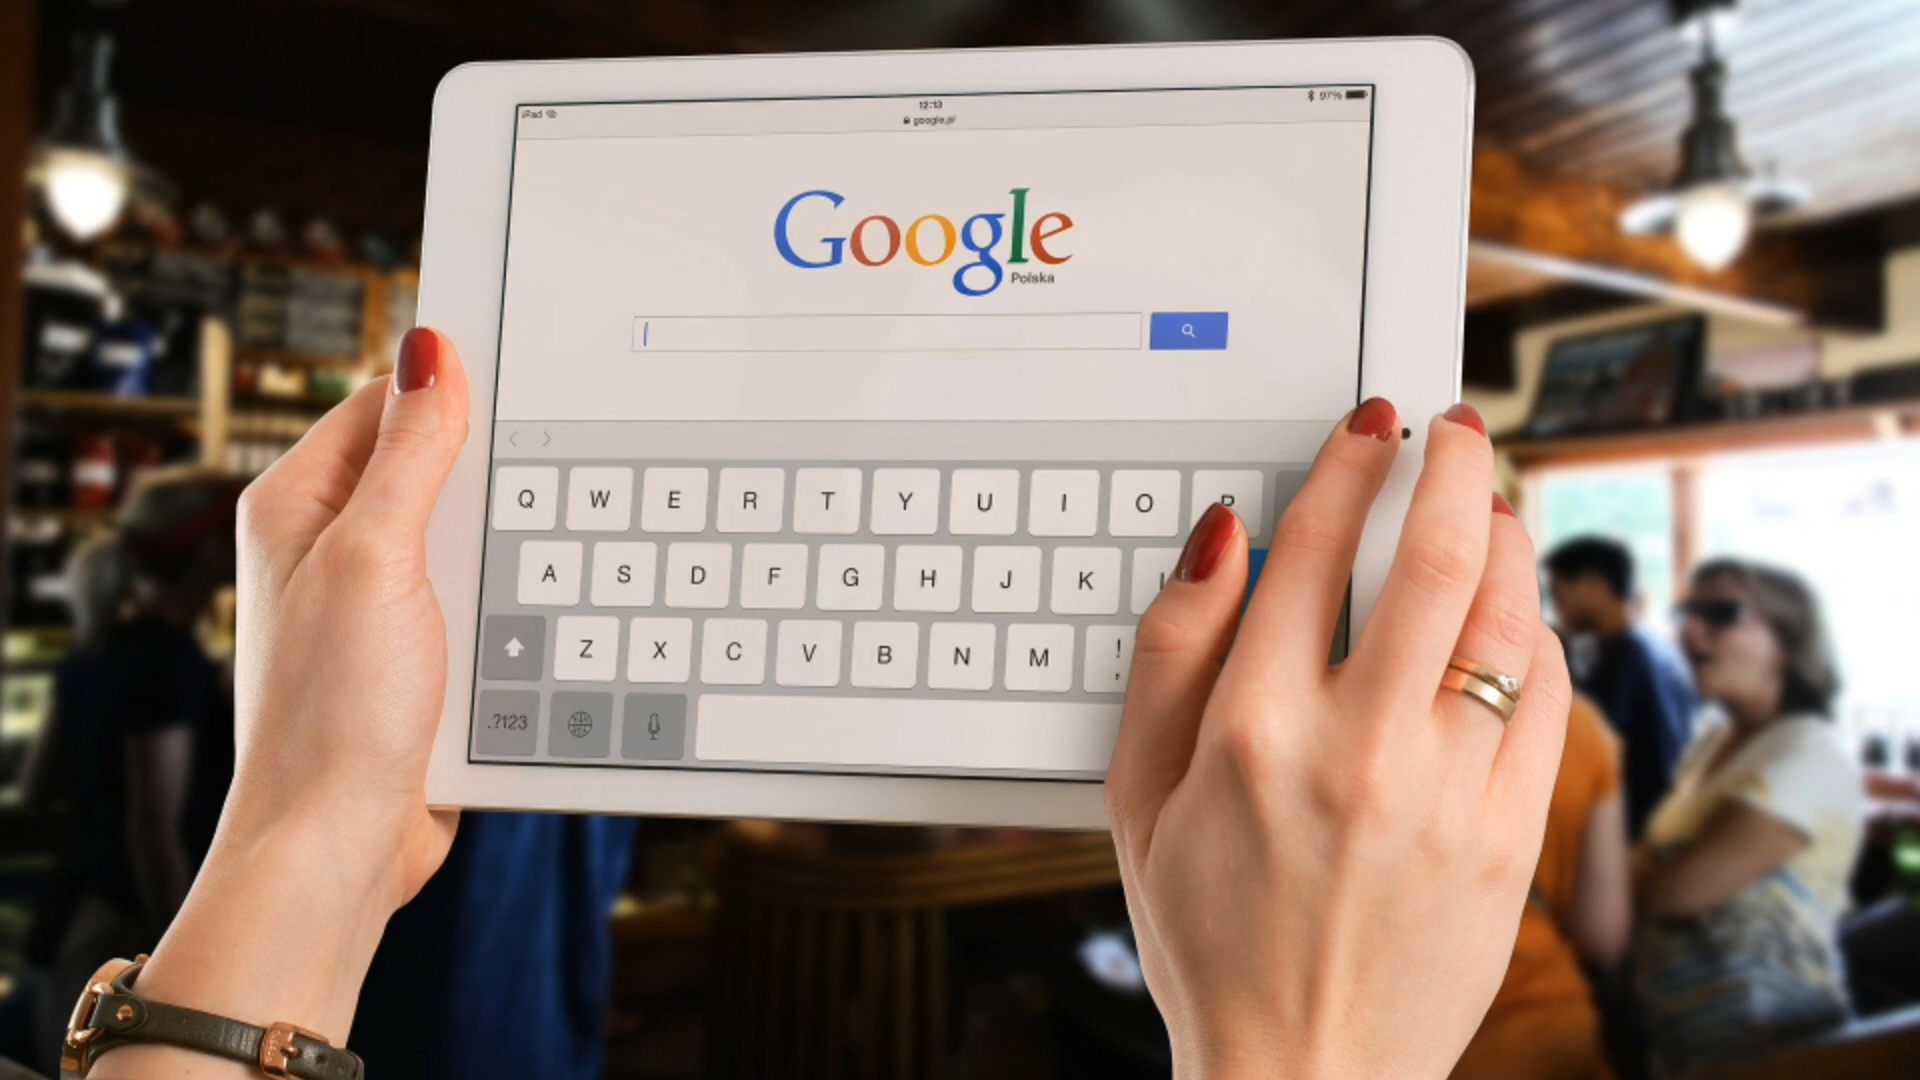 iPad
12:13
97%
google.pl
Google
Polska
Q W E R T Y U I O P
A S D F G H J K
Z X C V B N M ! ,
.?123